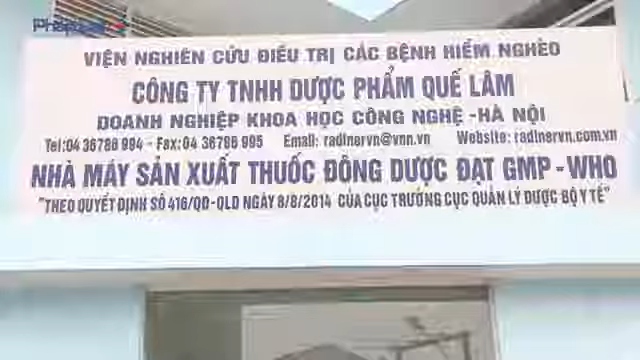 VIỆN NGHIÊN CỨU ĐIỀU TRỊ CÁC BỆNH HIỂM NGHÈO
CÔNG TY TNHH DƯỢC PHẨM QUẾ LÂM
DOANH NGHIỆP KHOA HỌC CÔNG NGHỆ -HÀ NỘI
Tel:04 36786 994 - Fax:04 36786 995 Email: radinervn@vnn.vn Website: radinervn.com.vn
NHÀ MÁY SẢN XUẤT THUỐC ĐÔNG DƯỢC ĐẠT GMP -WHO
"THEO QUYẾT ĐỊNH SỐ 416/QĐ-QLD NGÀY 8/8/2014 CỦA CỤC TRƯỞNG CỤC QUẢN LÝ DƯỢC BỘ Y TẾ"